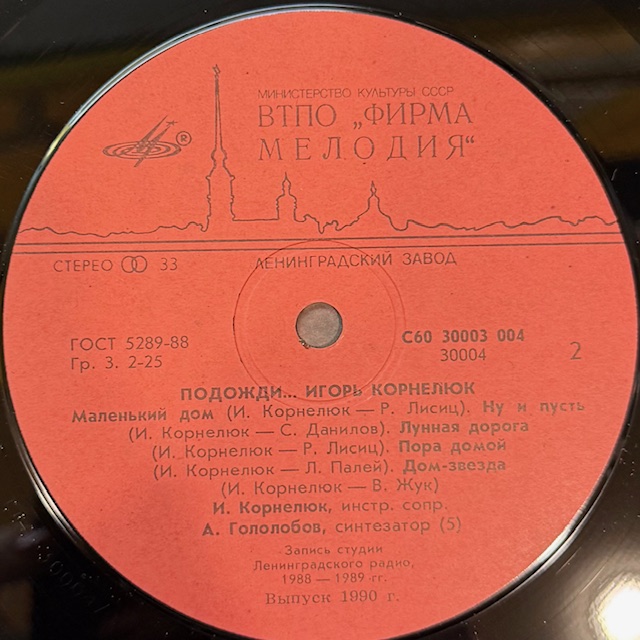 МИНИСТЕРСТВО КУЛЬТУРЫ СССР
ВТПО „ФИРМА
МЕЛОДИЯ“
®
СТЕРЕО 33
ЛЕНИНГРАДСКИЙ ЗАВОД
ГОСТ 5289-88
Гр. 3. 2-25
С60 30003 004
30004
2
ПОДОЖДИ... ИГОРЬ КОРНЕЛЮК
Маленький дом (И. Корнелюк — Р. Лисиц). Ну и пусть
(И. Корнелюк — С. Данилов). Лунная дорога
(И. Корнелюк — Р. Лисиц). Пора домой
(И. Корнелюк — Л. Палей). Дом-звезда
(И. Корнелюк — В. Жук)
И. Корнелюк, инстр. сопр.
А. Гололобов, синтезатор (5)
Запись студии
Ленинградского радио,
1988 — 1989 гг.
Выпуск 1990 г.